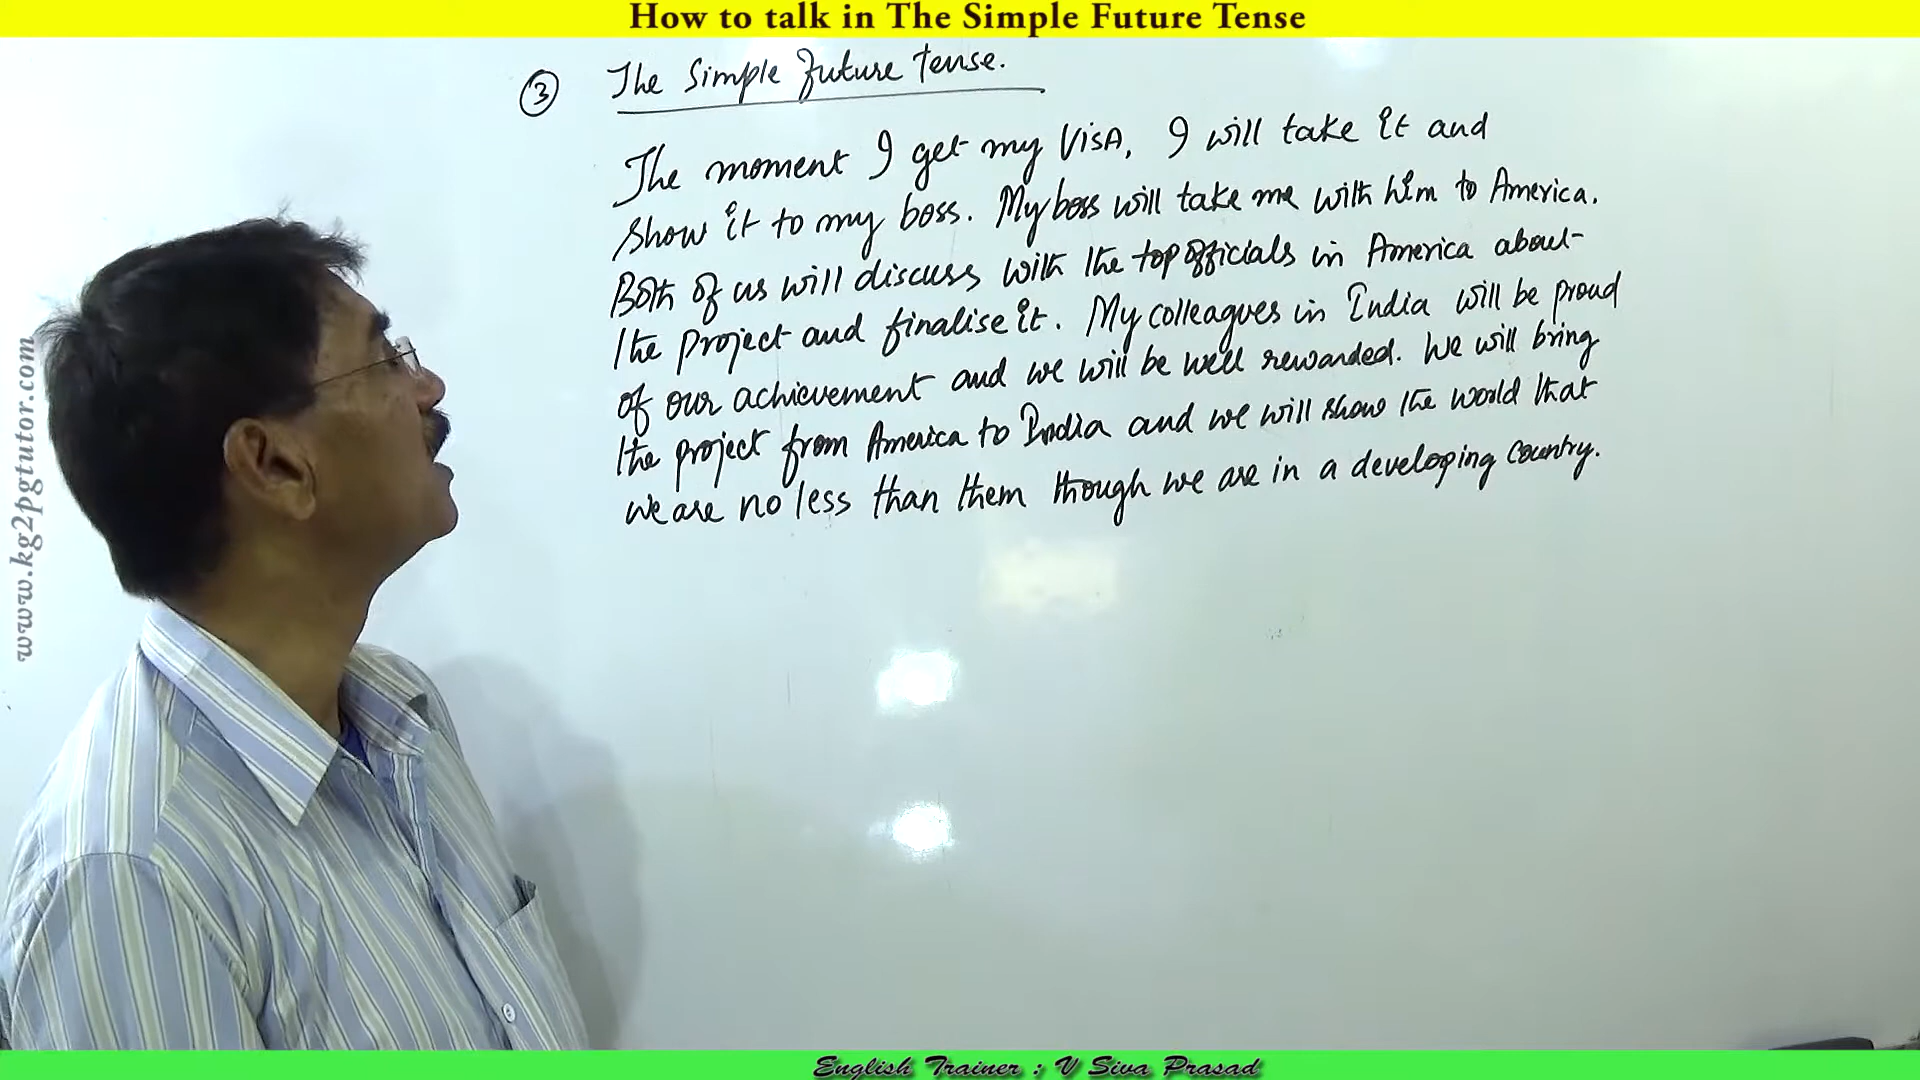 How to talk in The Simple Future Tense
③ The Simple Future Tense.
The moment I get my VISA, I will take it and
show it to my boss. My boss will take me with him to America.
Both of us will discuss with the top officials in America about
the project and finalise it. My colleagues in India will be proud
of our achievement and we will be well rewarded. We will bring
the project from America to India and we will show the world that
we are no less than them though we are in a developing country.
www.kg2pgtutor.com
English Trainer : V Siva Prasad